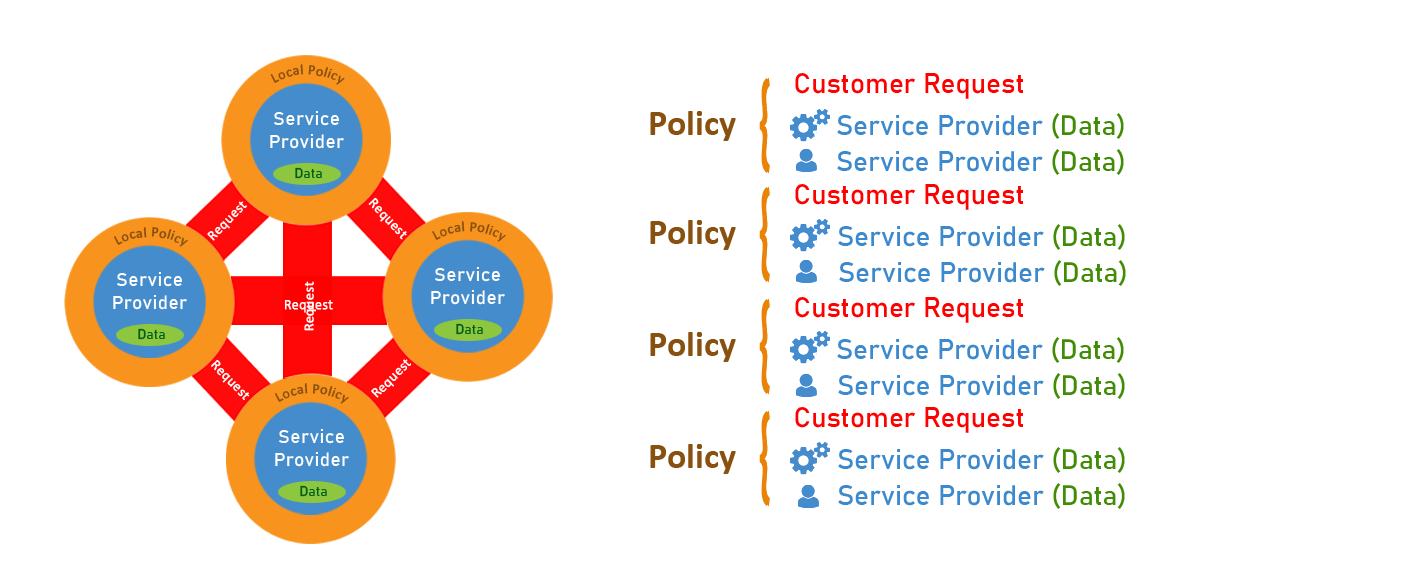 Local Policy
Service
Provider
Data
Request
Request
Local Policy
Service
Provider
Data
Request
Request
Local Policy
Service
Provider
Data
Request
Request
Local Policy
Service
Provider
Data
Policy
Customer Request
Service Provider (Data)
Service Provider (Data)
Policy
Customer Request
Service Provider (Data)
Service Provider (Data)
Policy
Customer Request
Service Provider (Data)
Service Provider (Data)
Policy
Customer Request
Service Provider (Data)
Service Provider (Data)